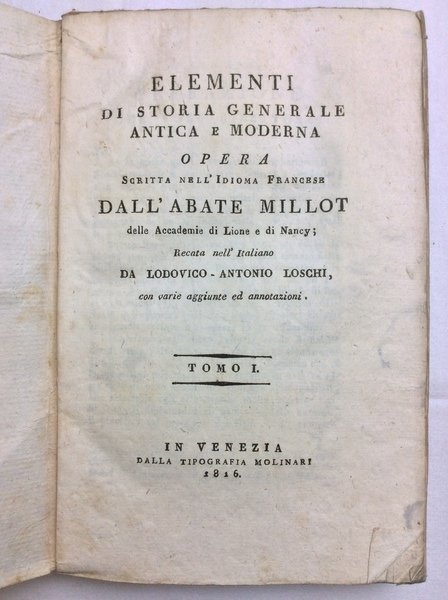 ELEMENTI
DI STORIA GENERALE
ANTICA E MODERNA
OPERA
SCRITTA NELL'IDIOMA FRANCESE
DALL'ABATE MILLOT
delle Accademie di Lione e di Nancy;
Recata nell' Italiano
DA LODOVICO - ANTONIO LOSCHI,
con varie aggiunte ed annotazioni.
TOMO I.
IN VENEZIA
DALLA TIPOGRAFIA MOLINARI
1816.